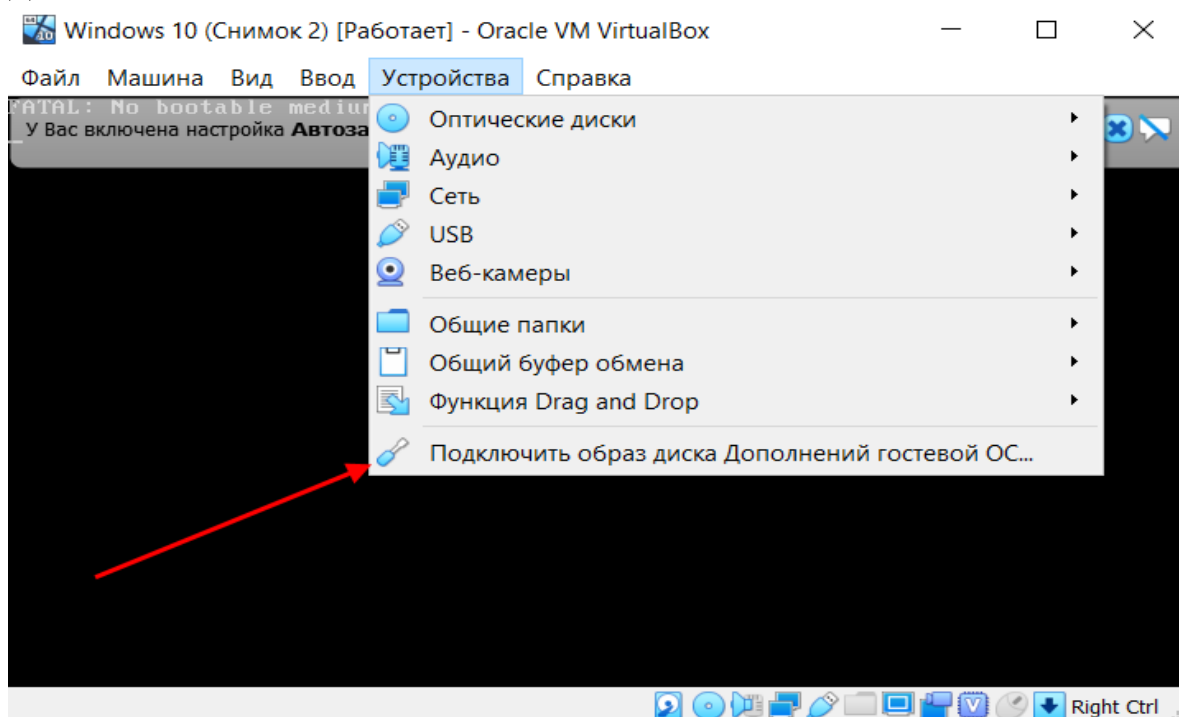 Windows 10 (Снимок 2) [Работает] - Oracle VM VirtualBox
Файл Машина Вид Ввод Устройства Справка
FATAL: No bootable medium
У Вас включена настройка Автоза
Оптические диски
Аудио
Сеть
USB
Веб-камеры
Общие папки
Общий буфер обмена
Функция Drag and Drop
Подключить образ диска Дополнений гостевой ОС...
Right Ctrl